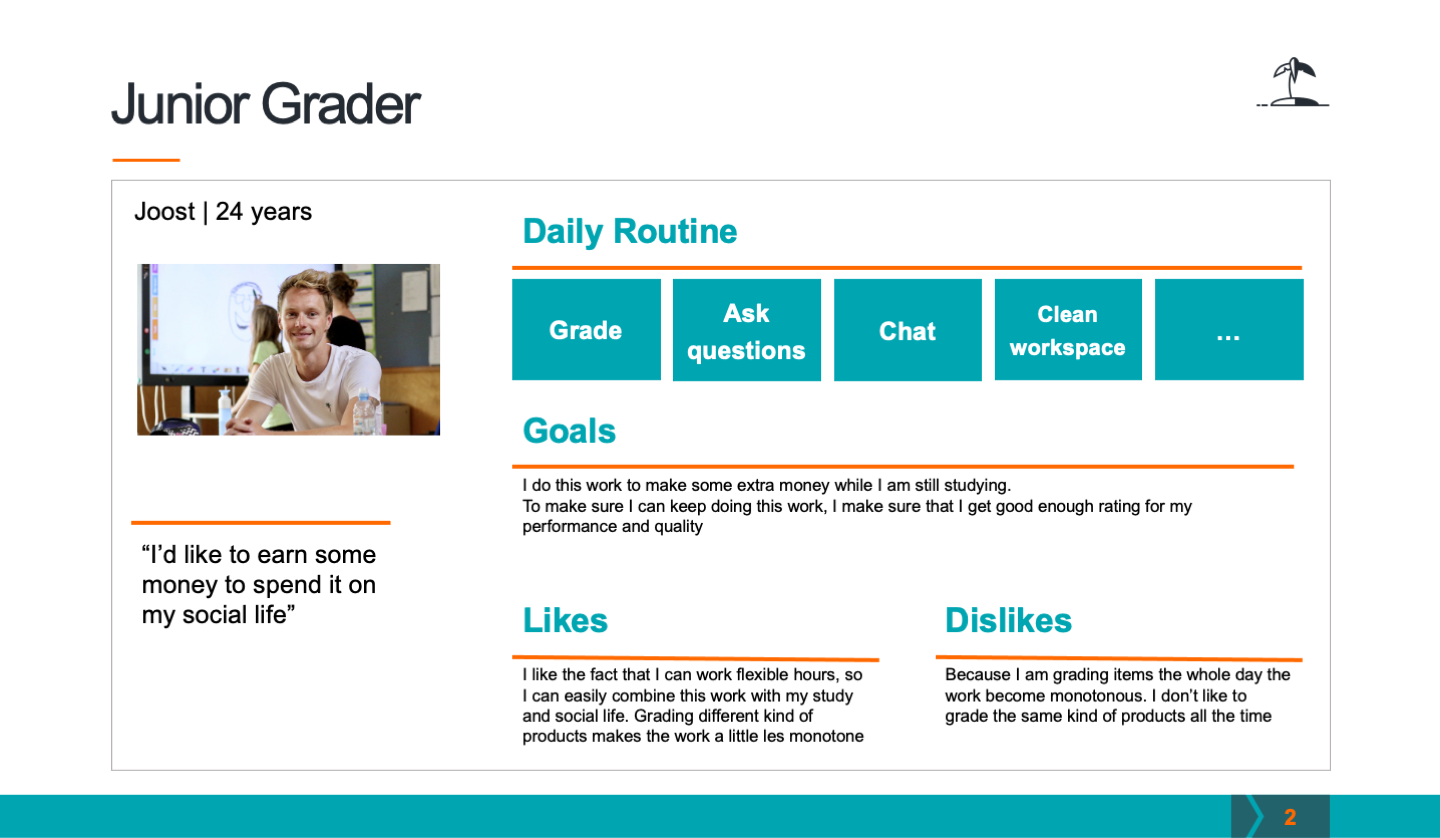 Junior Grader
Joost | 24 years
“I’d like to earn some
money to spend it on
my social life”
Daily Routine
Grade
Ask
questions
Chat
Clean
workspace
...
Goals
I do this work to make some extra money while I am still studying.
To make sure I can keep doing this work, I make sure that I get good enough rating for my
performance and quality
Likes
I like the fact that I can work flexible hours, so
I can easily combine this work with my study
and social life. Grading different kind of
products makes the work a little les monotone
Dislikes
Because I am grading items the whole day the
work become monotonous. I don’t like to
grade the same kind of products all the time
2